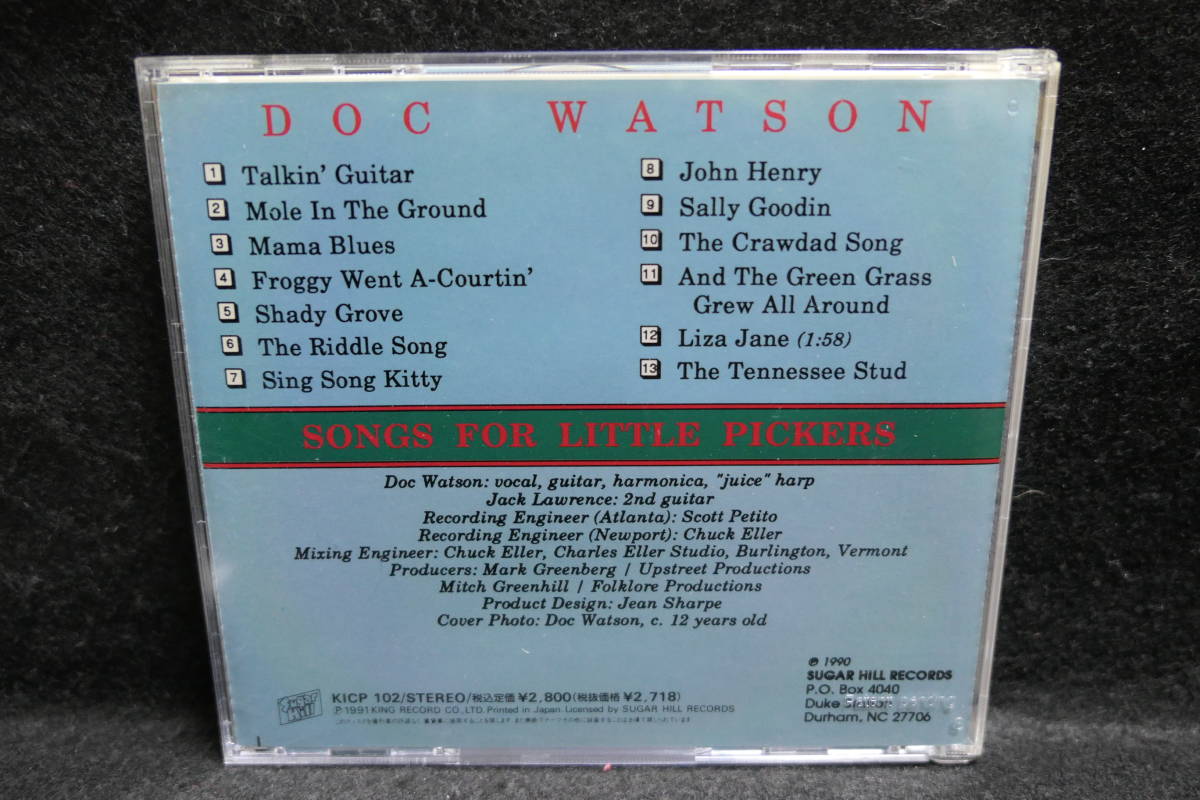 DOC WATSON
1 Talkin' Guitar
2 Mole In The Ground
3 Mama Blues
4 Froggy Went A-Courtin'
5 Shady Grove
6 The Riddle Song
7 Sing Song Kitty
8 John Henry
9 Sally Goodin
10 The Crawdad Song
11 And The Green Grass
Grew All Around
12 Liza Jane (1:58)
13 The Tennessee Stud
SONGS FOR LITTLE PICKERS
Doc Watson: vocal, guitar, harmonica, "juice" harp
Jack Lawrence: 2nd guitar
Recording Engineer (Atlanta): Scott Petito
Recording Engineer (Newport): Chuck Eller
Mixing Engineer: Chuck Eller, Charles Eller Studio, Burlington, Vermont
Producers: Mark Greenberg / Upstreet Productions
Mitch Greenhill / Folklore Productions
Product Design: Jean Sharpe
Cover Photo: Doc Watson, c. 12 years old
KICP 102/STEREO/税込定価¥2,800(税抜価格¥2,718)
℗1991 KING RECORD CO., LTD. Printed in Japan. Licensed by SUGAR HILL RECORDS
℗ 1990
SUGAR HILL RECORDS
P.O. Box 4040
Duke Station
Durham, NC 27706